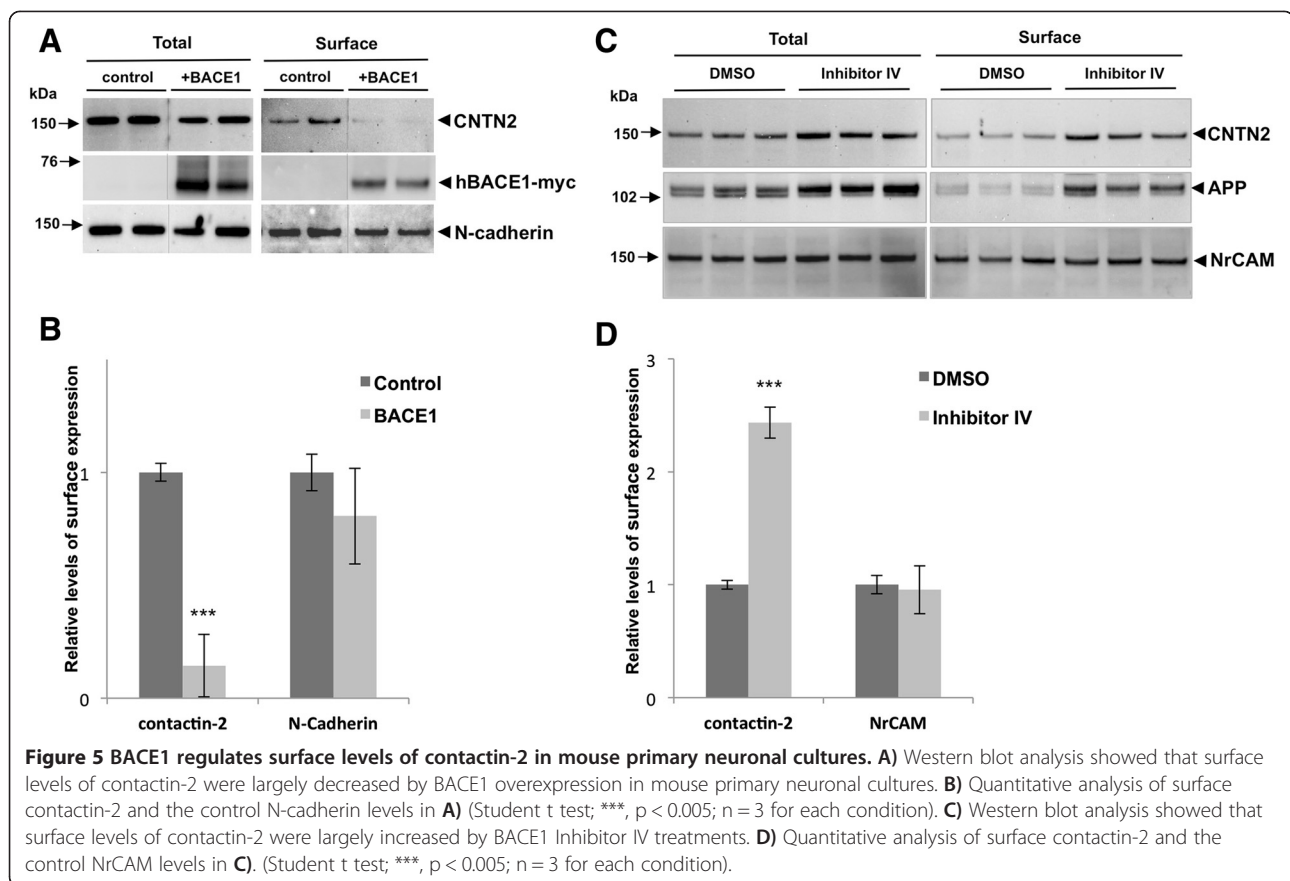 A
Total
Surface
control
+BACE1
control
+BACE1
kDa
150
CNTN2
76
hBACE1-myc
150
N-cadherin
C
Total
Surface
DMSO
Inhibitor IV
DMSO
Inhibitor IV
kDa
150
CNTN2
102
APP
150
NrCAM
B
Relative levels of surface expression
1
0
***
Control
BACE1
contactin-2
N-Cadherin
D
Relative levels of surface expression
3
2
1
0
***
DMSO
Inhibitor IV
contactin-2
NrCAM
Figure 5 BACE1 regulates surface levels of contactin-2 in mouse primary neuronal cultures. A) Western blot analysis showed that surface
levels of contactin-2 were largely decreased by BACE1 overexpression in mouse primary neuronal cultures. B) Quantitative analysis of surface
contactin-2 and the control N-cadherin levels in A) (Student t test; ***, p < 0.005; n = 3 for each condition). C) Western blot analysis showed that
surface levels of contactin-2 were largely increased by BACE1 Inhibitor IV treatments. D) Quantitative analysis of surface contactin-2 and the
control NrCAM levels in C). (Student t test; ***, p < 0.005; n = 3 for each condition).